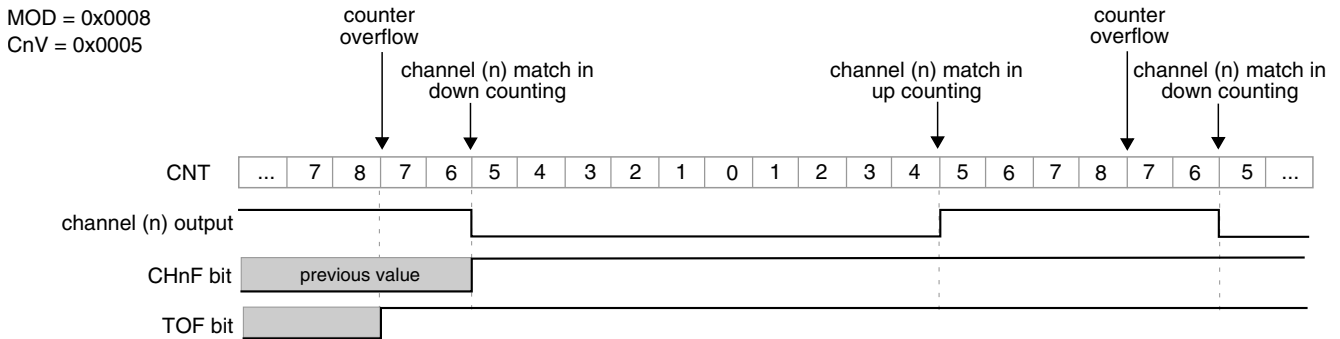 MOD = 0x0008
CnV = 0x0005
counter
overflow
channel (n) match in
down counting
channel (n) match in
up counting
counter
overflow
channel (n) match in
down counting
CNT ... 7 8 7 6 5 4 3 2 1 0 1 2 3 4 5 6 7 8 7 6 5 ...
channel (n) output
CHnF bit previous value
TOF bit